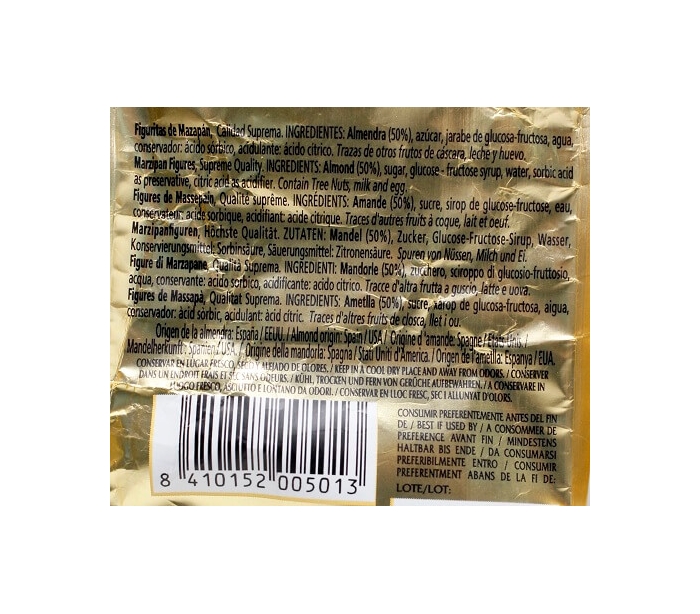 Figuritas de Mazapán, Calidad Suprema. INGREDIENTES: Almendra (50%), azúcar, jarabe de glucosa-fructosa, agua,
conservador: ácido sórbico, acidulante: ácido cítrico. Trazas de otros frutos de cáscara, leche y huevo.
Marzipan Figures, Supreme Quality. INGREDIENTS: Almond (50%), sugar, glucose - fructose syrup, water, sorbic acid
as preservative, citric acid as acidifier. Contain Tree Nuts, milk and egg.
Figures de Massepain, Qualité suprême. INGRÉDIENTS: Amande (50%), sucre, sirop de glucose-fructose, eau,
conservateur: acide sorbique, acidifiant: acide citrique. Traces d'autres fruits à coque, lait et oeuf.
Marzipanfiguren, Höchste Qualität. ZUTATEN: Mandel (50%), Zucker, Glucose-Fructose-Sirup, Wasser,
Konservierungsmittel: Sorbinsäure, Säuerungsmittel: Zitronensäure. Spuren von Nüssen, Milch und Ei.
Figure di Marzapane, Qualità Suprema. INGREDIENTI: Mandorle (50%), zucchero, sciroppo di glucosio-fruttosio,
acqua, conservante: acido sorbico, acidificante: acido citrico. Tracce d'altra frutta a guscio, latte e uova.
Figures de Massapà, Qualitat Suprema. INGREDIENTS: Ametlla (50%), sucre, xarop de glucosa-fructosa, aigua,
conservador: àcid sòrbic, acidulant: àcid cítric. Traces d'altres fruits de closca, llet i ou.
Origen de la almendra: España / EEUU. / Almond origin: Spain / USA / Origine d'amande: Spagne / États Unis /
Mandelherkunft: Spanien / USA. / Origine della mandorla: Spagna / Stati Uniti d'America. / Origen de l'ametlla: Espanya / EUA.
CONSERVAR EN LUGAR FRESCO, SECO Y ALEJADO DE OLORES. / KEEP IN A COOL DRY PLACE AND AWAY FROM ODORS. / CONSERVER
DANS UN ENDROIT FRAIS ET SEC SANS ODEURS. / KÜHL, TROCKEN UND FERN VON GERÜCHE AUFBEWAHREN. / A CONSERVARE IN
LUOGO FRESCO, ASCIUTTO E LONTANO DA ODORI. / CONSERVAR EN LLOC FRESC, SEC I ALLUNYAT D'OLORS.
CONSUMIR PREFERENTEMENTE ANTES DEL FIN
DE / BEST IF USED BY / A CONSOMMER DE
PREFERENCE AVANT FIN / MINDESTENS
HALTBAR BIS ENDE / DA CONSUMARSI
PREFERIBILMENTE ENTRO / CONSUMIR
PREFERENTMENT ABANS DE LA FI DE:
LOTE/LOT:
8 410152 005013